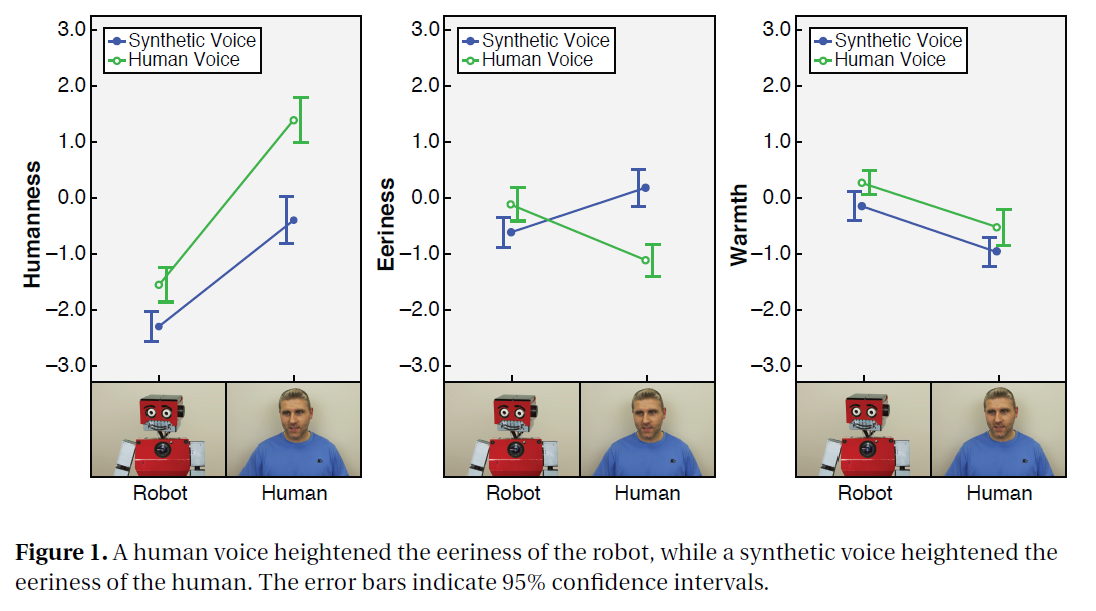 Humanness
3.0
2.0
1.0
0.0
−1.0
−2.0
−3.0
Synthetic Voice
Human Voice
Robot
Human
Eeriness
3.0
2.0
1.0
0.0
−1.0
−2.0
−3.0
Synthetic Voice
Human Voice
Robot
Human
Warmth
3.0
2.0
1.0
0.0
−1.0
−2.0
−3.0
Synthetic Voice
Human Voice
Robot
Human
Figure 1. A human voice heightened the eeriness of the robot, while a synthetic voice heightened the
eeriness of the human. The error bars indicate 95% confidence intervals.